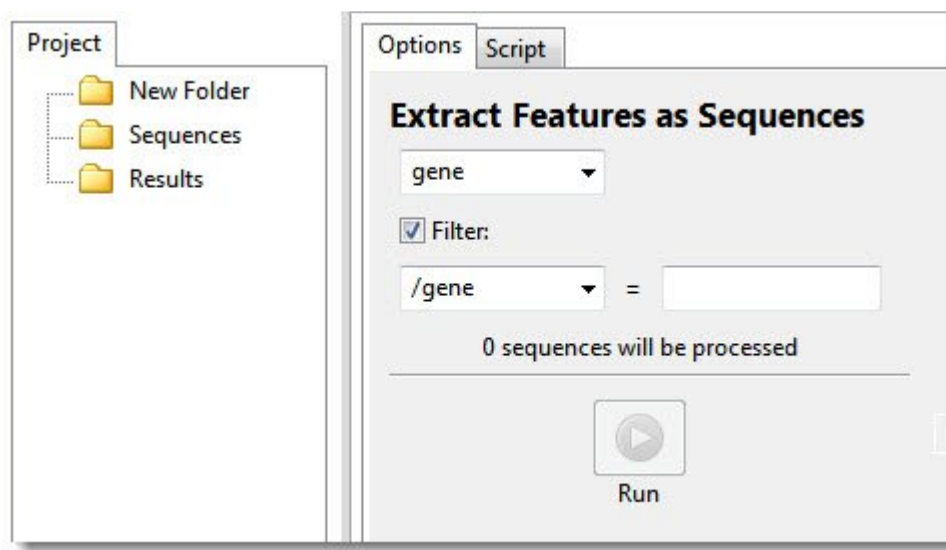 Project
New Folder
Sequences
Results
Options
Script
Extract Features as Sequences
gene
Filter:
/gene =
0 sequences will be processed
Run